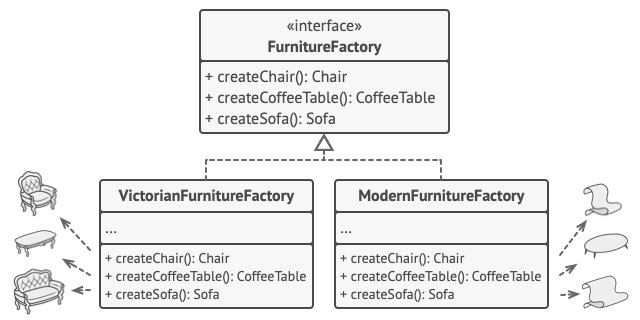 «interface»
FurnitureFactory
+ createChair(): Chair
+ createCoffeeTable(): CoffeeTable
+ createSofa(): Sofa
VictorianFurnitureFactory
...
+ createChair(): Chair
+ createCoffeeTable(): CoffeeTable
+ createSofa(): Sofa
ModernFurnitureFactory
...
+ createChair(): Chair
+ createCoffeeTable(): CoffeeTable
+ createSofa(): Sofa